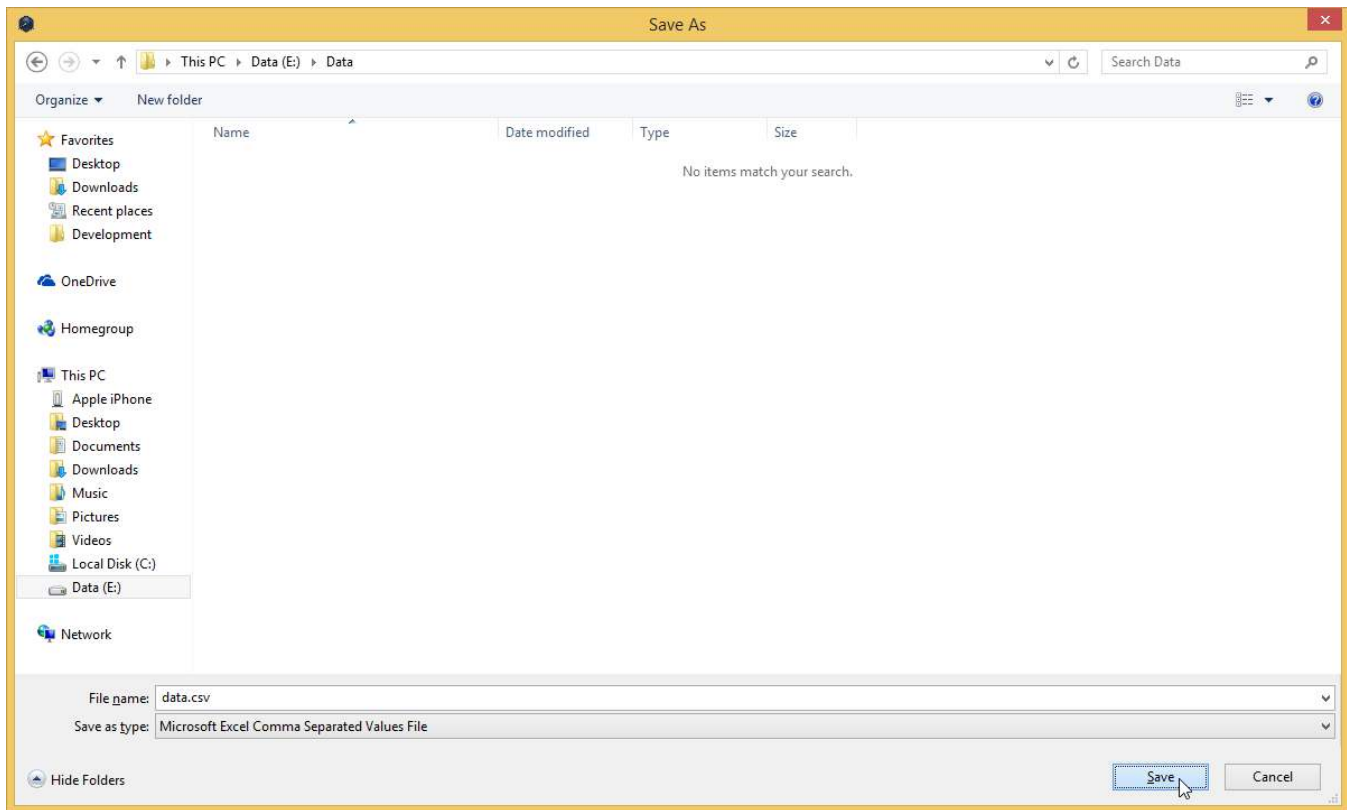 Save As
This PC Data (E:) Data
Search Data
Organize New folder
Name Date modified Type Size
No items match your search.
Favorites
Desktop
Downloads
Recent places
Development
OneDrive
Homegroup
This PC
Apple iPhone
Desktop
Documents
Downloads
Music
Pictures
Videos
Local Disk (C:)
Data (E:)
Network
File name: data.csv
Save as type: Microsoft Excel Comma Separated Values File
Hide Folders
Save Cancel